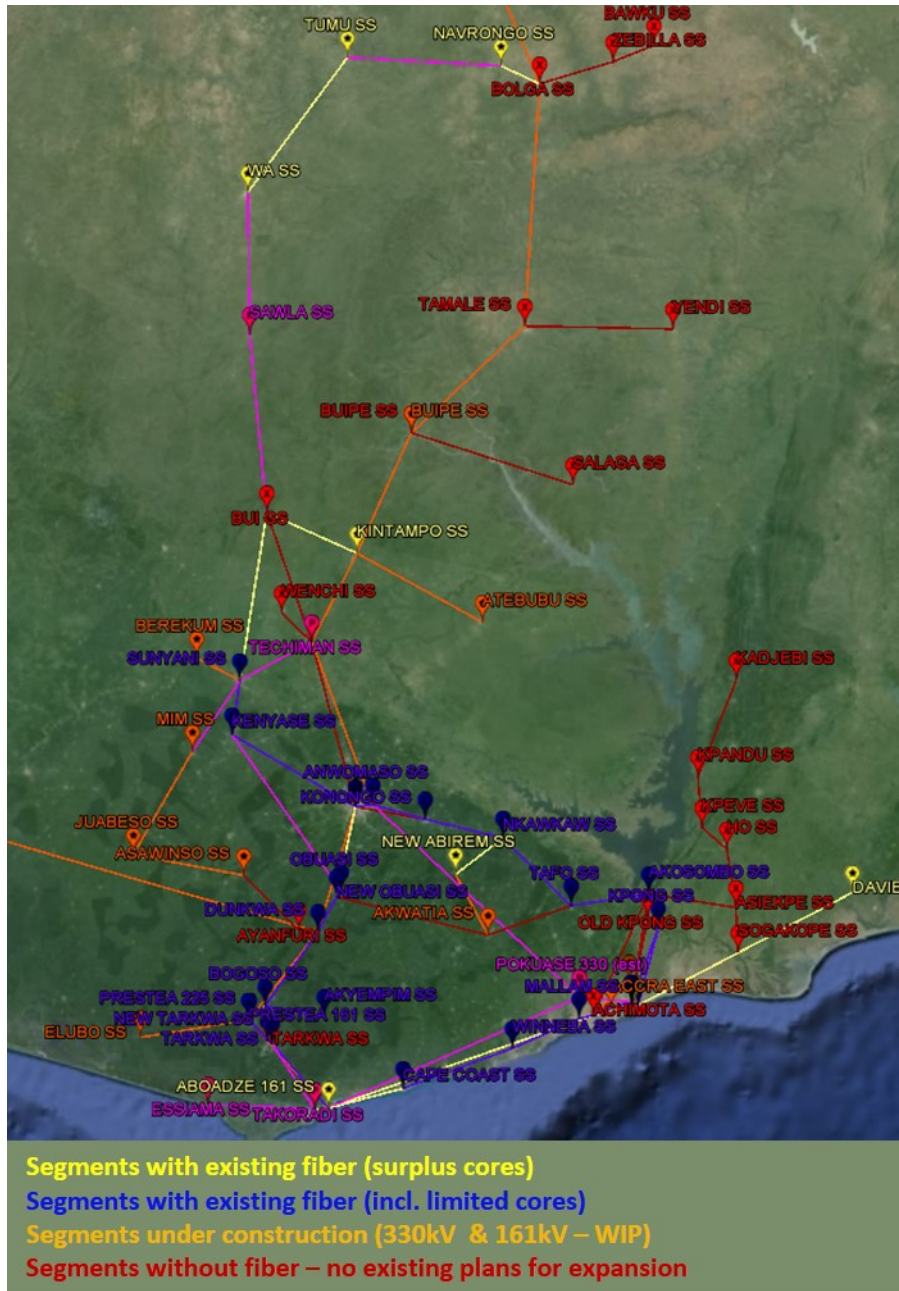 BAWKU SS
TUMU SS
NAVRONGO SS
ZEBILLA SS
BOLGA SS
WA SS
TAMALE SS
YENDI SS
SAWLA SS
BUIPE SS
BUIPE SS
SALAGA SS
BUI SS
KINTAMPO SS
WENCHI SS
ATEBUBU SS
BEREKUM SS
TECHIMAN SS
SUNYANI SS
KADJEBI SS
MIM SS
KENYASE SS
KPANDU SS
ANWOMASO SS
KONONGO SS
KPEVE SS
JUABESO SS
NKAWKAW SS
HO SS
NEW ABIREM SS
ASAWINSO SS
OBUASI SS
TAFO SS
AKOSOMBO SS
DAVIE
NEW OBUASI SS
KPONG SS
ASIEKPE SS
DUNKWA SS
AKWATIA SS
OLD KPONG SS
AYANFURI SS
SOGAKOPE SS
POKUASE 330 (est)
BOGOSO SS
MALLAM SS
CCRA EAST SS
PRESTEA 225 SS
AKYEMPIM SS
ACHIMOTA SS
NEW TARKWA SS
PRESTEA 161 SS
ELUBO SS
TARKWA SS
TARKWA SS
WINNEBA SS
CAPE COAST SS
ABOADZE 161 SS
ESSIAMA SS
TAKORADI SS
Segments with existing fiber (surplus cores)
Segments with existing fiber (incl. limited cores)
Segments under construction (330kV & 161kV – WIP)
Segments without fiber – no existing plans for expansion